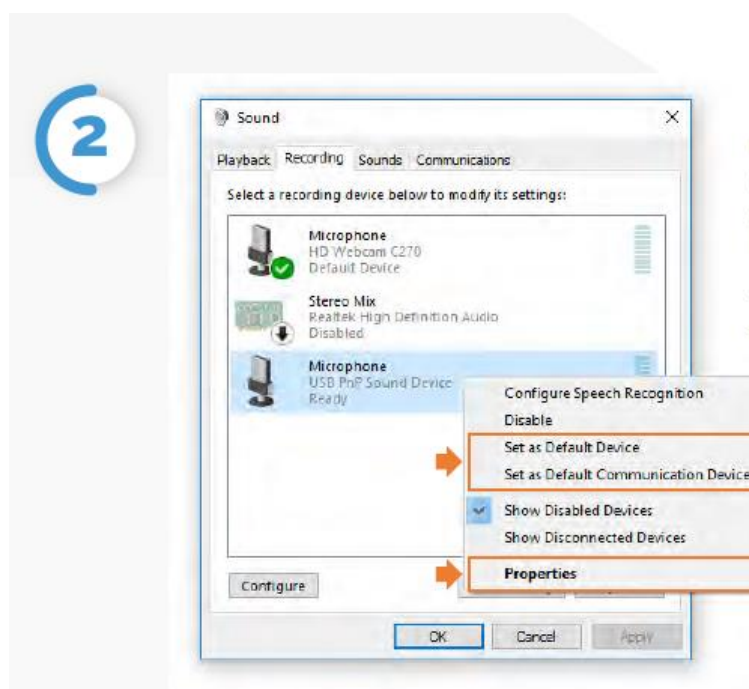 2
Sound
Playback Recording Sounds Communications
Select a recording device below to modify its settings:
Microphone
HD Webcam C270
Default Device
Stereo Mix
Realtek High Definition Audio
Disabled
Microphone
USB PnP Sound Device
Ready
Configure Speech Recognition
Disable
Set as Default Device
Set as Default Communication Device
Show Disabled Devices
Show Disconnected Devices
Properties
Configure
OK Cancel Apply